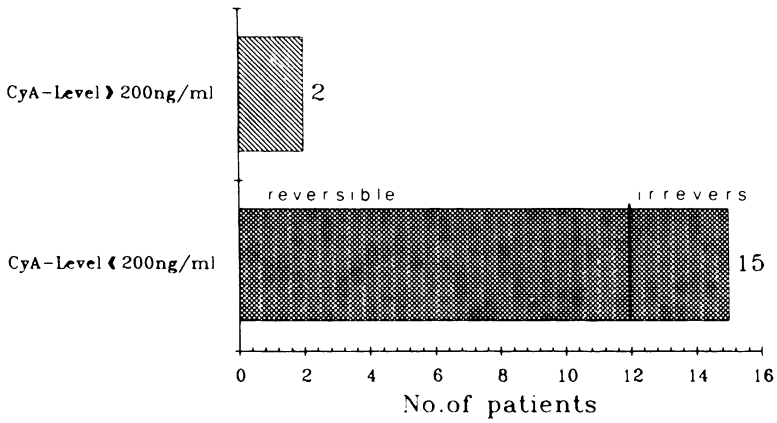 CyA-Level > 200ng/ml 2
reversible irrevers
CyA-Level < 200ng/ml 15
0 2 4 6 8 10 12 14 16
No.of patients